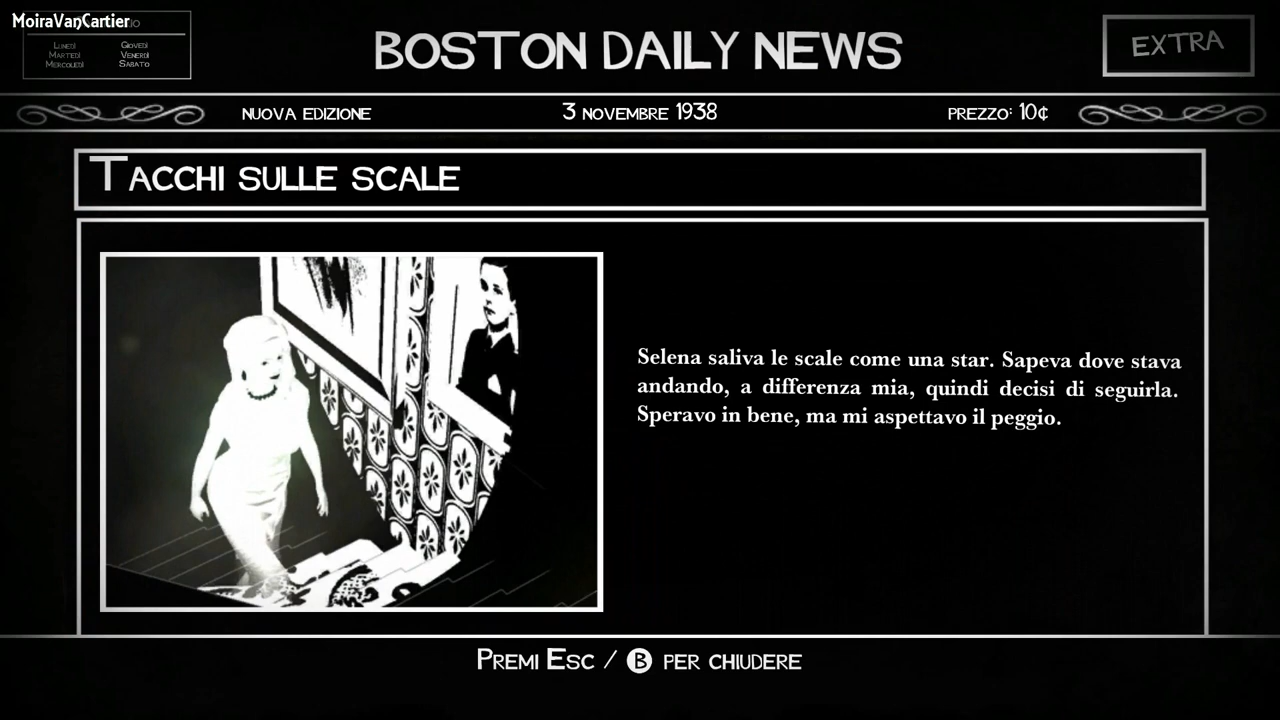 MoiraVanCartier
Lunedì Giovedì
Martedì Venerdì
Mercoledì Sabato
BOSTON DAILY NEWS
EXTRA
NUOVA EDIZIONE
3 NOVEMBRE 1938
PREZZO: 10¢
TACCHI SULLE SCALE
Selena saliva le scale come una star. Sapeva dove stava
andando, a differenza mia, quindi decisi di seguirla.
Speravo in bene, ma mi aspettavo il peggio.
PREMI ESC / B PER CHIUDERE